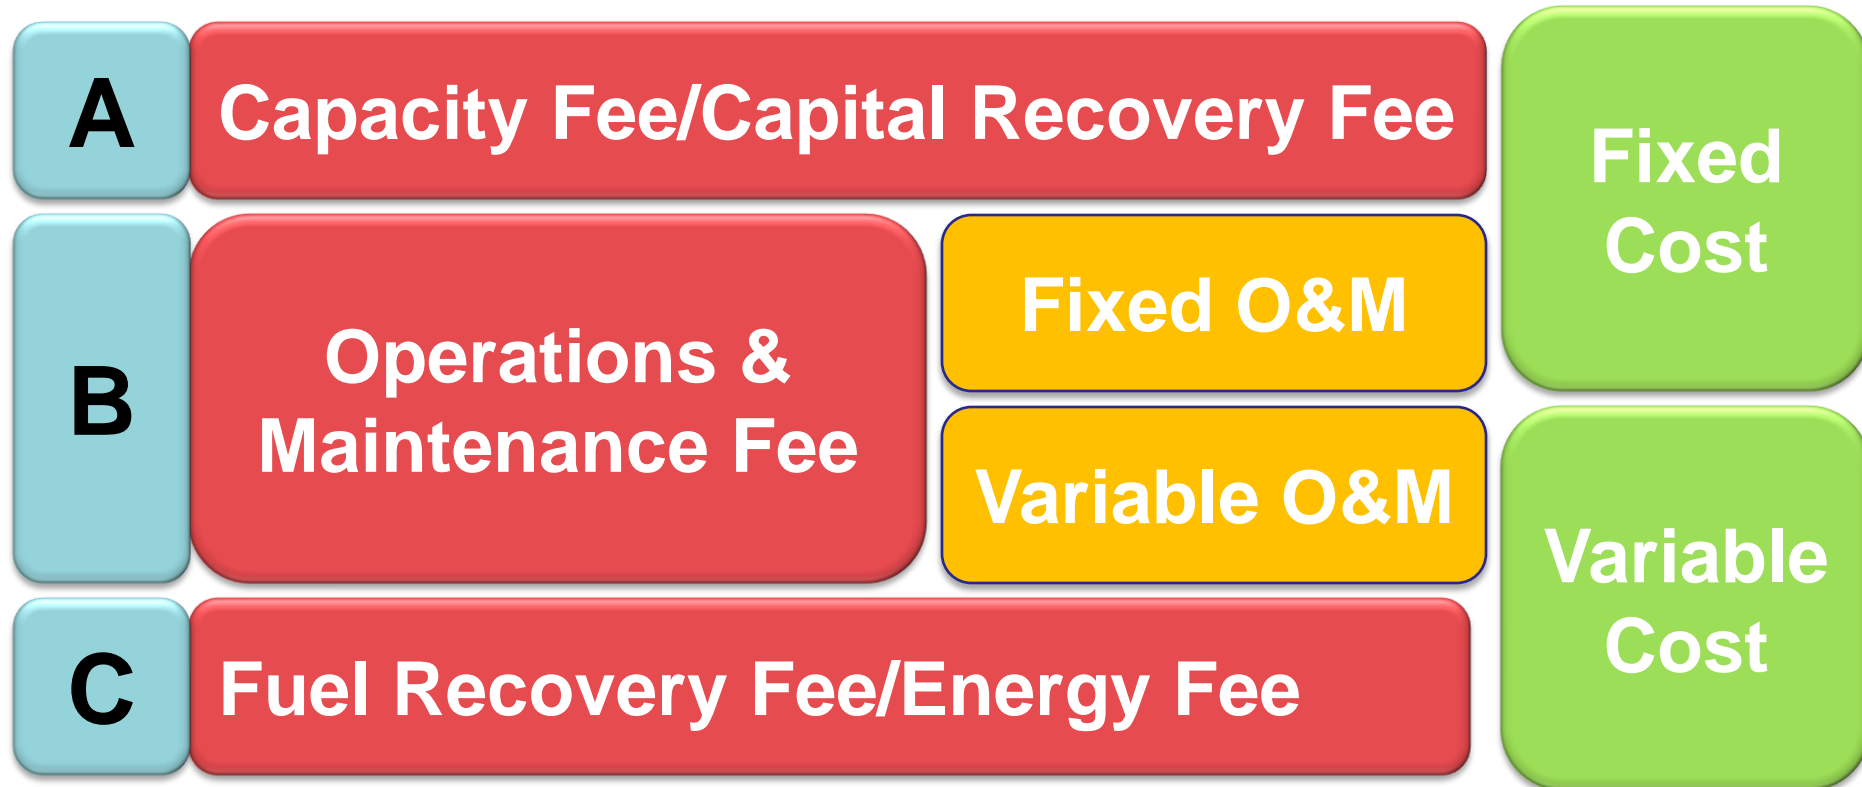 A
Capacity Fee/Capital Recovery Fee
Fixed
Cost
B
Operations &
Maintenance Fee
Fixed O&M
Variable O&M
Variable
Cost
C
Fuel Recovery Fee/Energy Fee